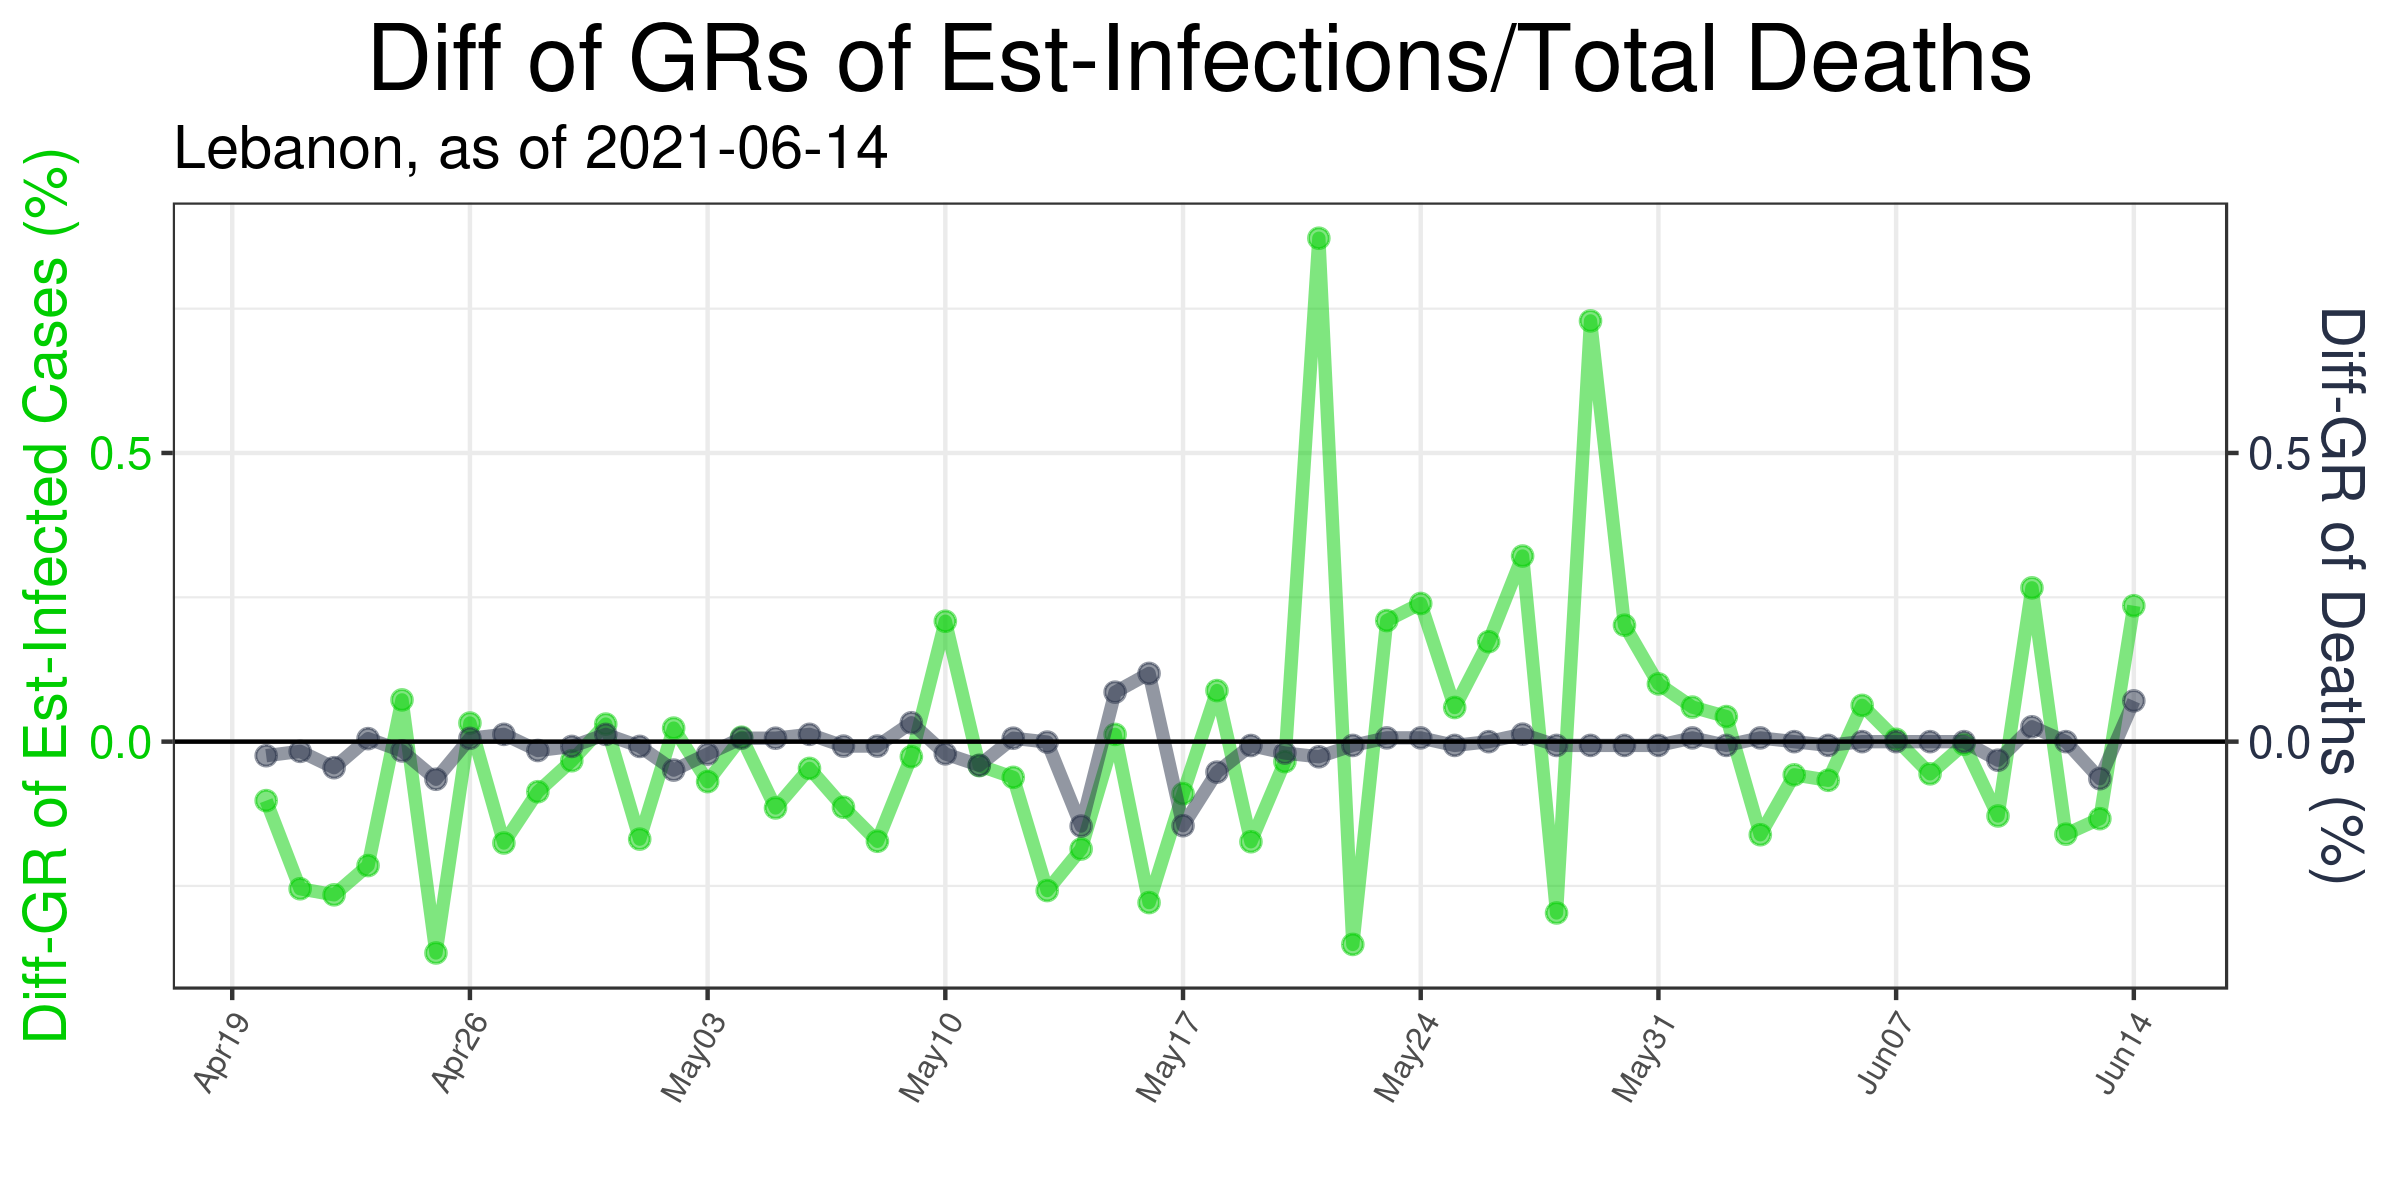 Diff of GRs of Est-Infections/Total Deaths
Lebanon, as of 2021-06-14
Diff-GR of Est-Infected Cases (%)
0.5
0.0
0.5
0.0
Diff-GR of Deaths (%)
Apr19
Apr26
May03
May10
May17
May24
May31
Jun07
Jun14